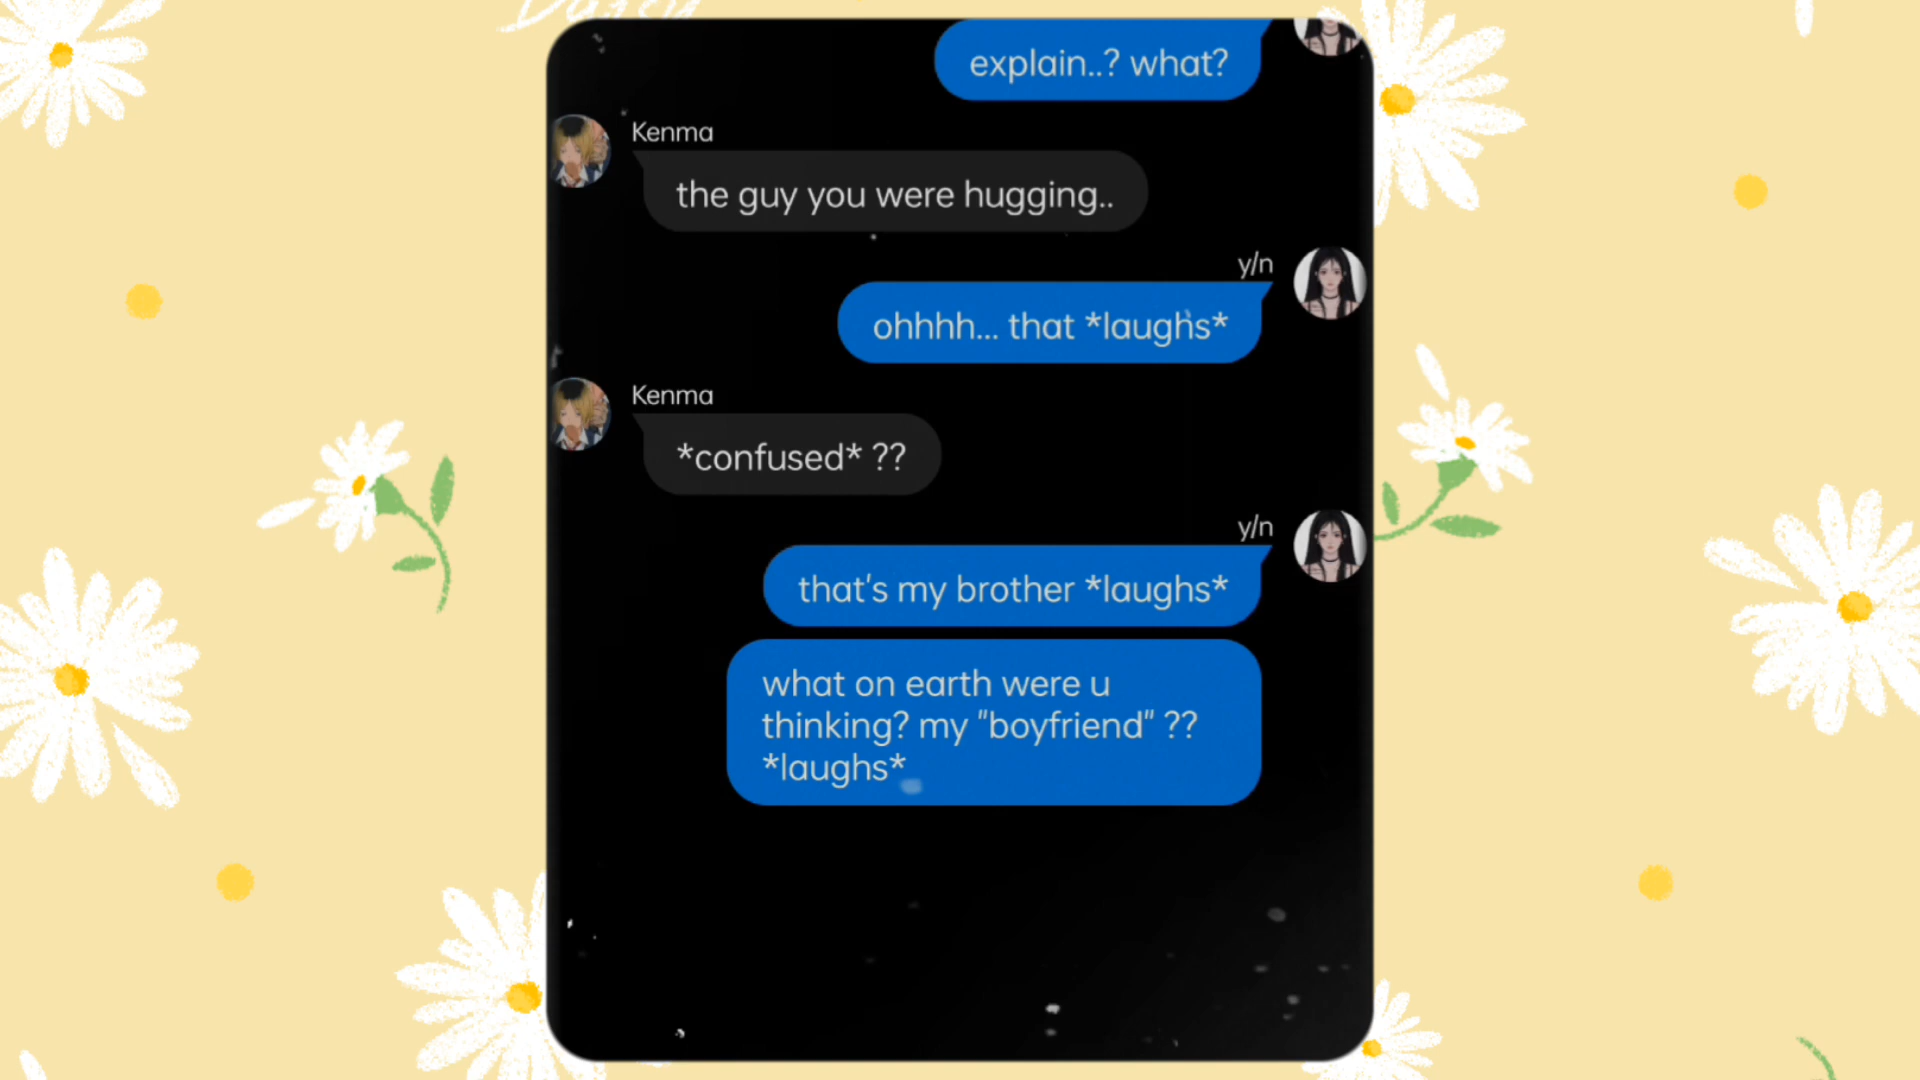 Daisy
explain..? what?
Kenma
the guy you were hugging..
y/n
ohhhh... that *laughs*
Kenma
*confused* ??
y/n
that's my brother *laughs*
what on earth were u
thinking? my "boyfriend" ??
*laughs*